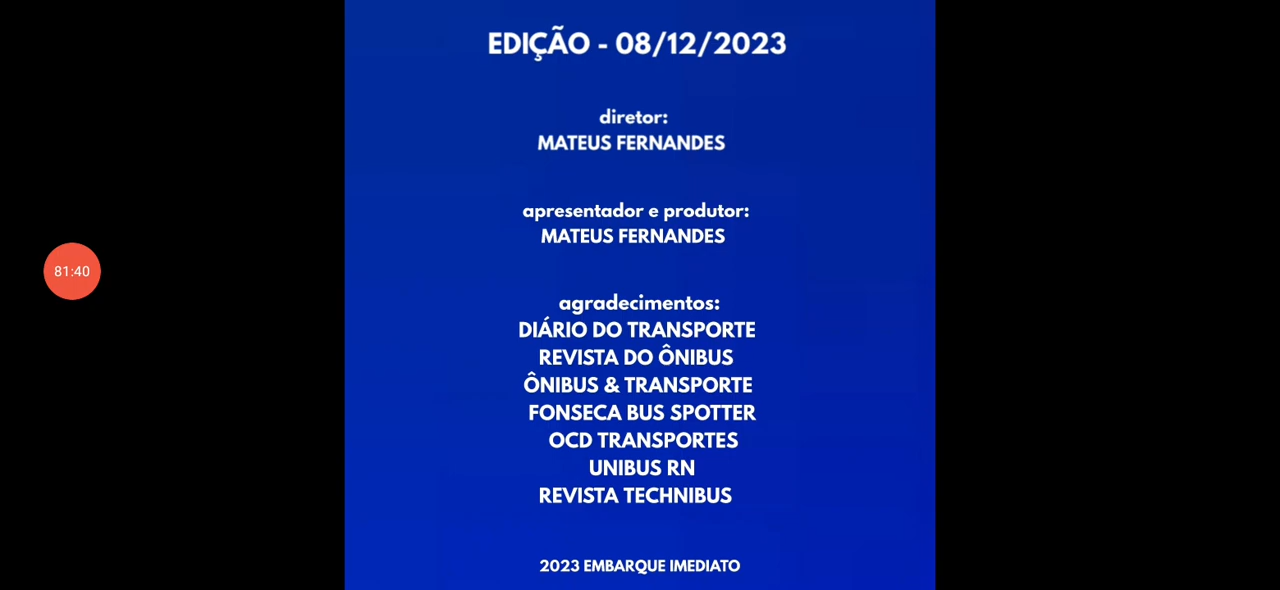 EDIÇÃO - 08/12/2023
diretor:
MATEUS FERNANDES
apresentador e produtor:
MATEUS FERNANDES
81:40
agradecimentos:
DIÁRIO DO TRANSPORTE
REVISTA DO ÔNIBUS
ÔNIBUS & TRANSPORTE
FONSECA BUS SPOTTER
OCD TRANSPORTES
UNIBUS RN
REVISTA TECHNIBUS
2023 EMBARQUE IMEDIATO